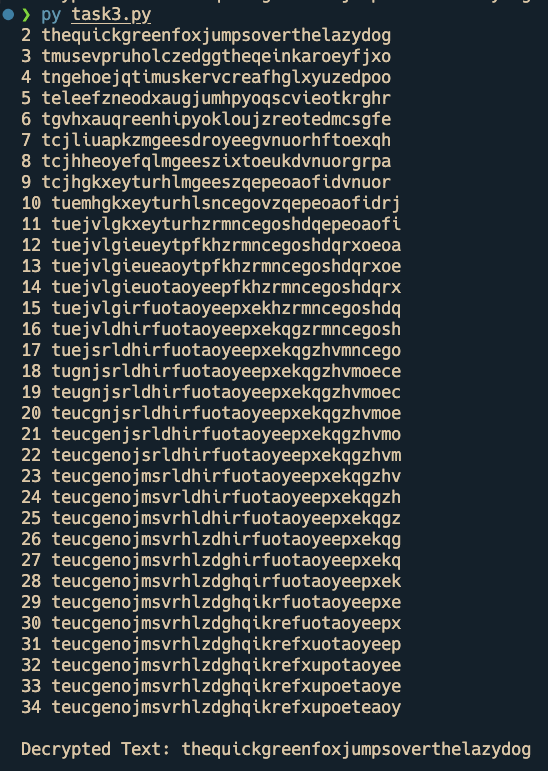 ❯ py task3.py
2 thequickgreenfoxjumpsoverthelazydog
3 tmusevpruholczedggtheqeinkaroeyfjxo
4 tngehoejqtimuskervcreafhglxyuzedpoo
5 teleefzneodxaugjumhpyoqscvieotkrghr
6 tgvhxauqreenhipyokloujzreotedmcsgfe
7 tcjliuapkzmgeesdroyeegvnuorhftoexqh
8 tcjhheoyefqlmgeeszixtoeukdvnuorgrpa
9 tcjhgkxeyturhlmgeeszqepeoaofidvnuor
10 tuemhgkxeyturhlsncegovzqepeoaofidrj
11 tuejvlgkxeyturhzrmncegoshdqepeoaofi
12 tuejvlgieueytpfkhzrmncegoshdqrxoeoa
13 tuejvlgieueaoytpfkhzrmncegoshdqrxoe
14 tuejvlgieuotaoyeepfkhzrmncegoshdqrx
15 tuejvlgirfuotaoyeepxekhzrmncegoshdq
16 tuejvldhirfuotaoyeepxekqgzrmncegosh
17 tuejsrldhirfuotaoyeepxekqgzhvmncego
18 tugnjsrldhirfuotaoyeepxekqgzhvmoece
19 teugnjsrldhirfuotaoyeepxekqgzhvmoec
20 teucgnjsrldhirfuotaoyeepxekqgzhvmoe
21 teucgenjsrldhirfuotaoyeepxekqgzhvmo
22 teucgenojsrldhirfuotaoyeepxekqgzhvm
23 teucgenojmsrldhirfuotaoyeepxekqgzhv
24 teucgenojmsvrldhirfuotaoyeepxekqgzh
25 teucgenojmsvrhldhirfuotaoyeepxekqgz
26 teucgenojmsvrhlzdhirfuotaoyeepxekqg
27 teucgenojmsvrhlzdghirfuotaoyeepxekq
28 teucgenojmsvrhlzdghqirfuotaoyeepxek
29 teucgenojmsvrhlzdghqikrfuotaoyeepxe
30 teucgenojmsvrhlzdghqikrefuotaoyeepx
31 teucgenojmsvrhlzdghqikrefxuotaoyeep
32 teucgenojmsvrhlzdghqikrefxupotaoyee
33 teucgenojmsvrhlzdghqikrefxupoetaoye
34 teucgenojmsvrhlzdghqikrefxupoeteaoy
Decrypted Text: thequickgreenfoxjumpsoverthelazydog